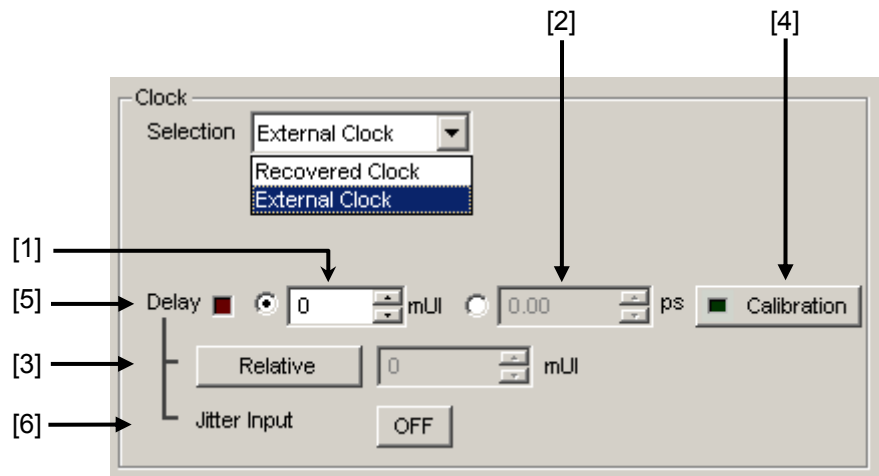 [2] [4]
Clock
Selection External Clock
Recovered Clock
External Clock
[1]
[5] Delay 0 mUI 0.00 ps Calibration
[3] Relative 0 mUI
[6] Jitter Input OFF